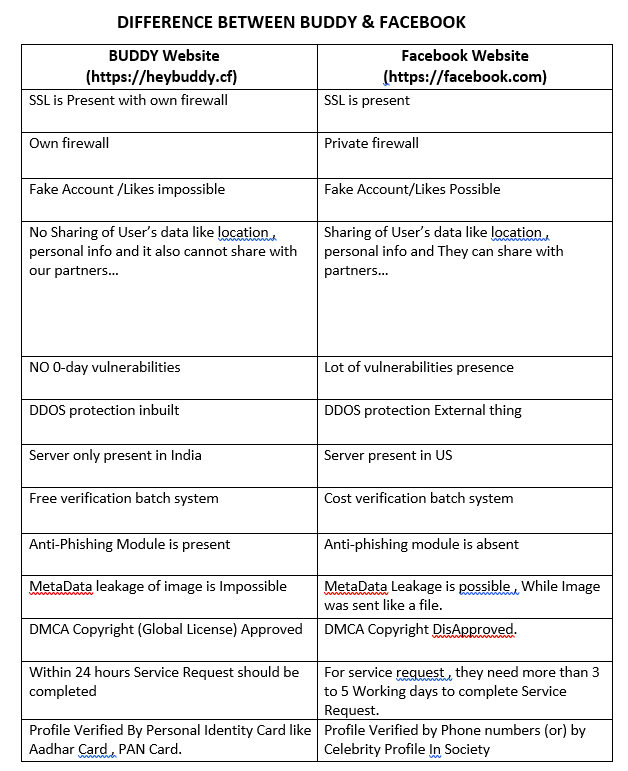 DIFFERENCE BETWEEN BUDDY & FACEBOOK
BUDDY Website
(https://heybuddy.cf)
Facebook Website
(https://facebook.com)
SSL is Present with own firewall
SSL is present
Own firewall
Private firewall
Fake Account /Likes impossible
Fake Account/Likes Possible
No Sharing of User’s data like location ,
personal info and it also cannot share with
our partners…
Sharing of User’s data like location ,
personal info and They can share with
partners…
NO 0-day vulnerabilities
Lot of vulnerabilities presence
DDOS protection inbuilt
DDOS protection External thing
Server only present in India
Server present in US
Free verification batch system
Cost verification batch system
Anti-Phishing Module is present
Anti-phishing module is absent
MetaData leakage of image is Impossible
MetaData Leakage is possible , While Image
was sent like a file.
DMCA Copyright (Global License) Approved
DMCA Copyright DisApproved.
Within 24 hours Service Request should be
completed
For service request , they need more than 3
to 5 Working days to complete Service
Request.
Profile Verified By Personal Identity Card like
Aadhar Card , PAN Card.
Profile Verified by Phone numbers (or) by
Celebrity Profile In Society